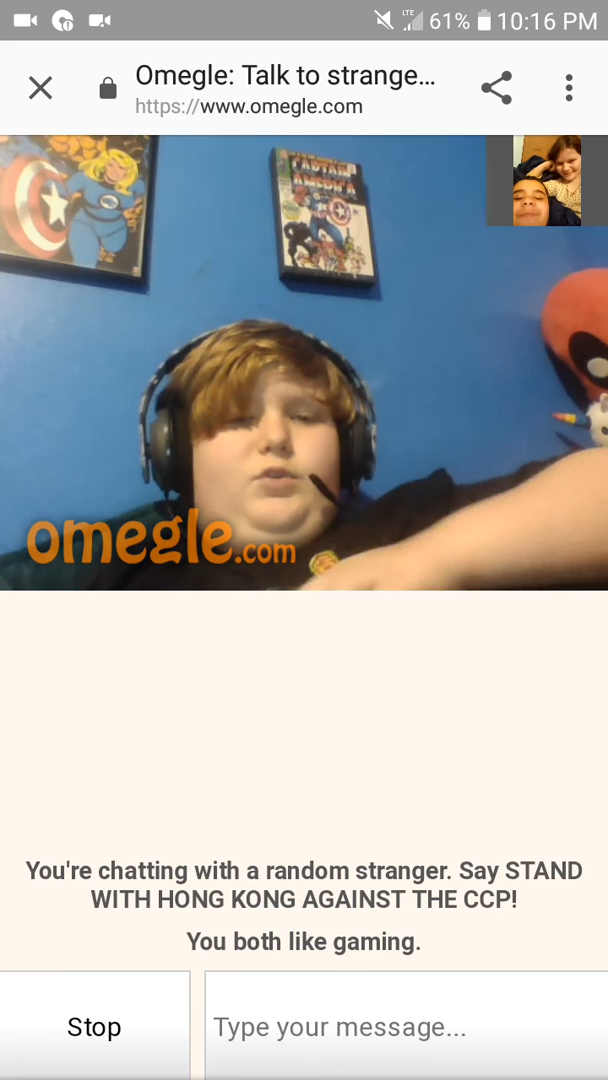 LTE 61% 10:16 PM
Omegle: Talk to strange...
https://www.omegle.com
CAPTAIN
AMERICA
omegle.com
You're chatting with a random stranger. Say STAND
WITH HONG KONG AGAINST THE CCP!
You both like gaming.
Stop
Type your message...